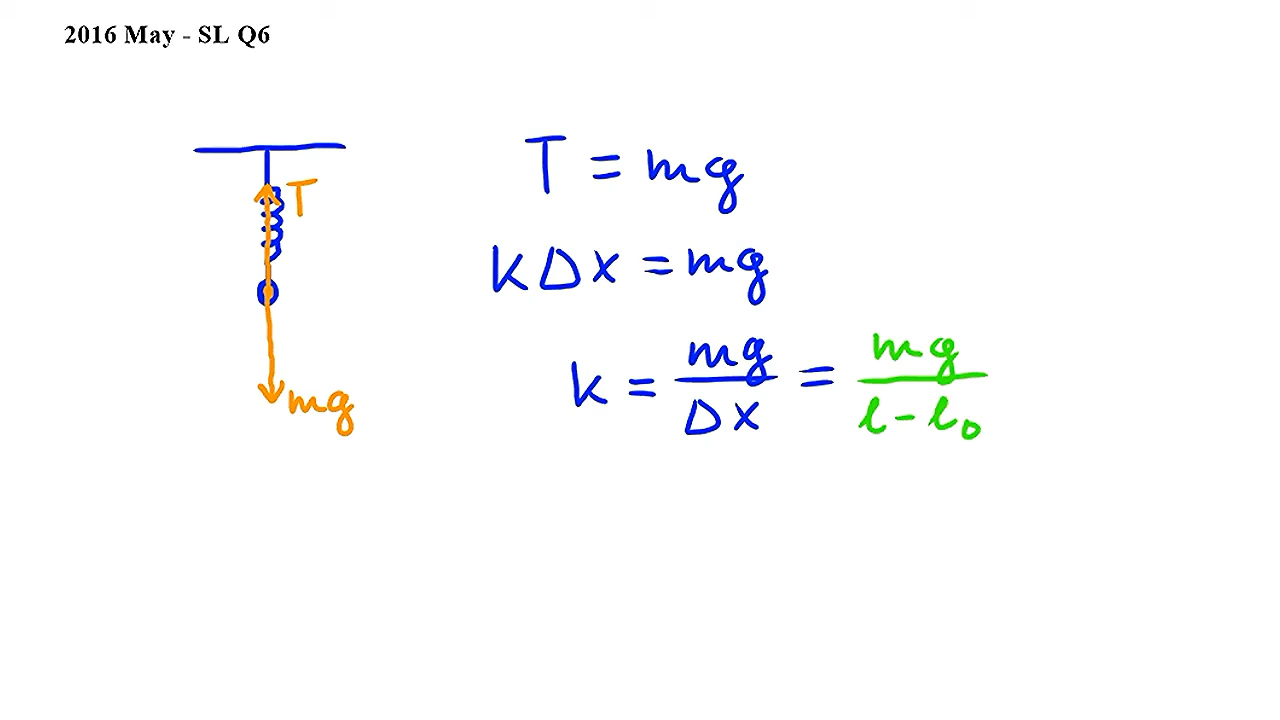 2016 May - SL Q6
T = mg
T
kΔx = mg
k = mg/Δx = mg/l-l₀
mg